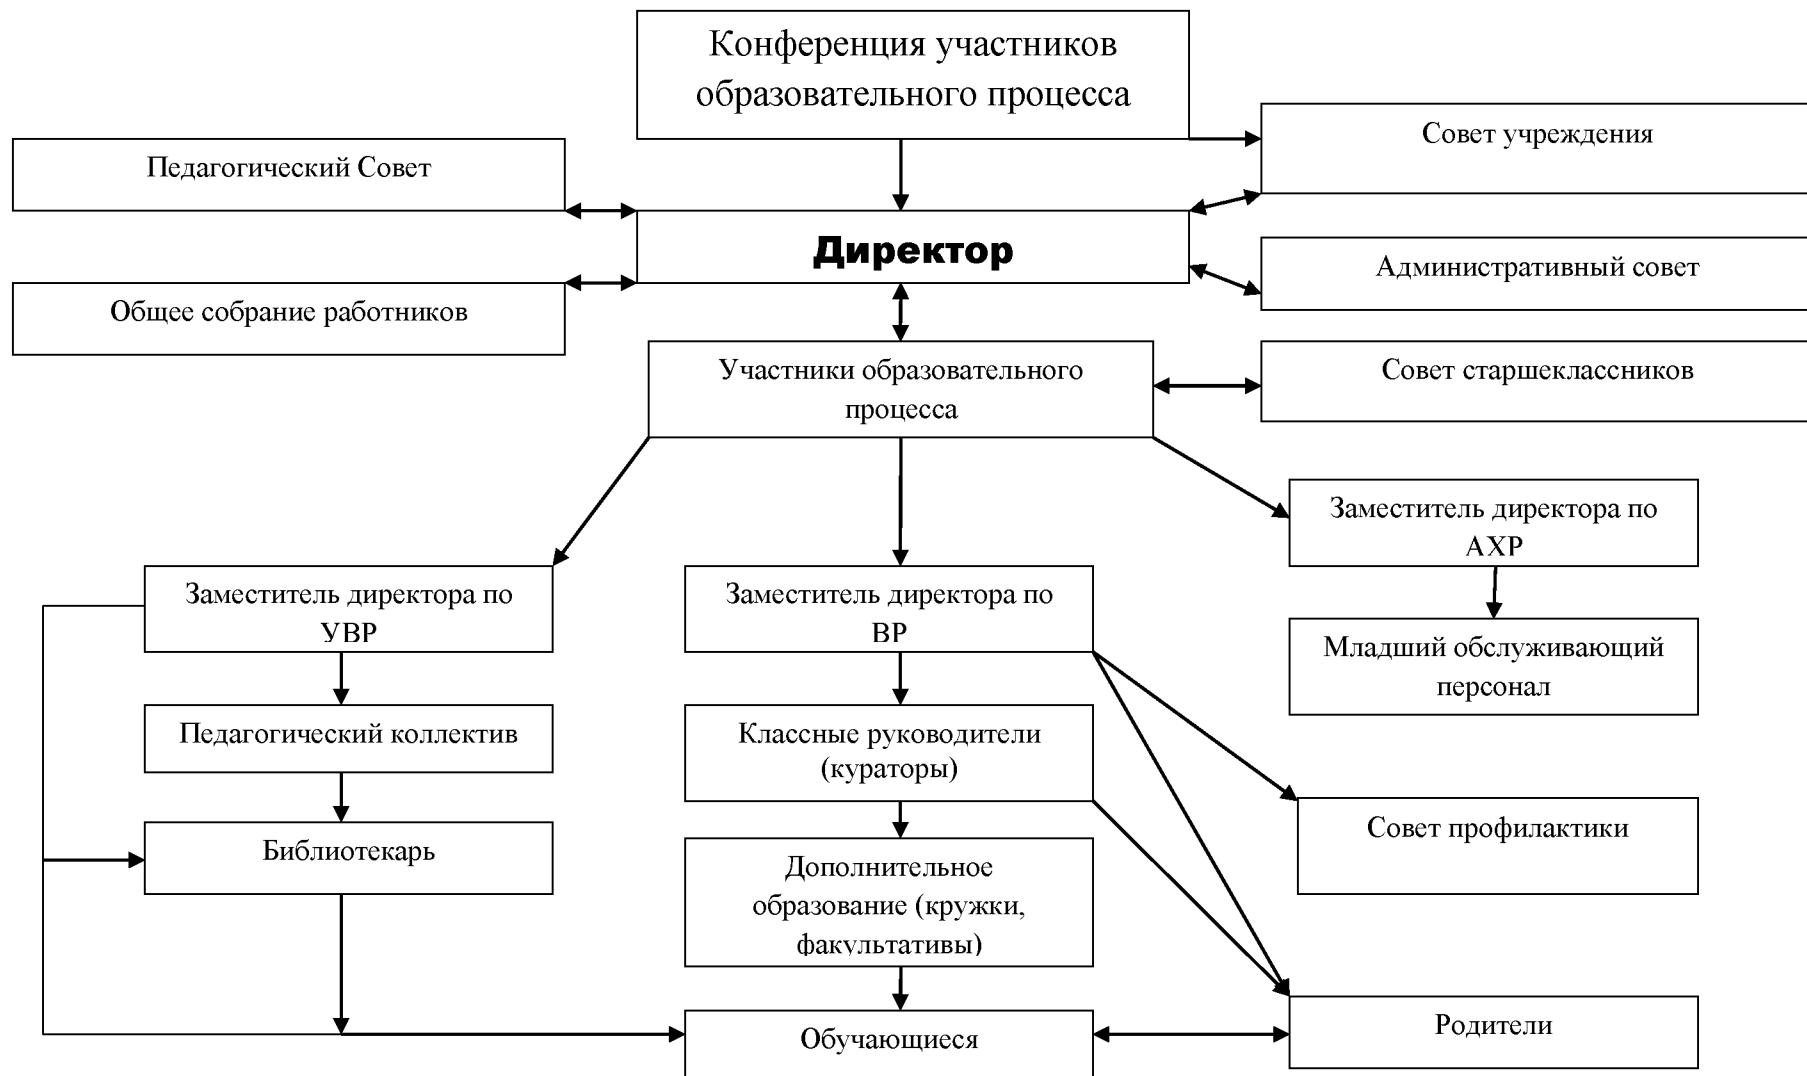 Конференция участников
образовательного процесса
Совет учреждения
Педагогический Совет
Директор
Административный совет
Общее собрание работников
Участники образовательного
процесса
Совет старшеклассников
Заместитель директора по
АХР
Заместитель директора по
УВР
Заместитель директора по
ВР
Младший обслуживающий
персонал
Педагогический коллектив
Классные руководители
(кураторы)
Совет профилактики
Библиотекарь
Дополнительное
образование (кружки,
факультативы)
Обучающиеся
Родители